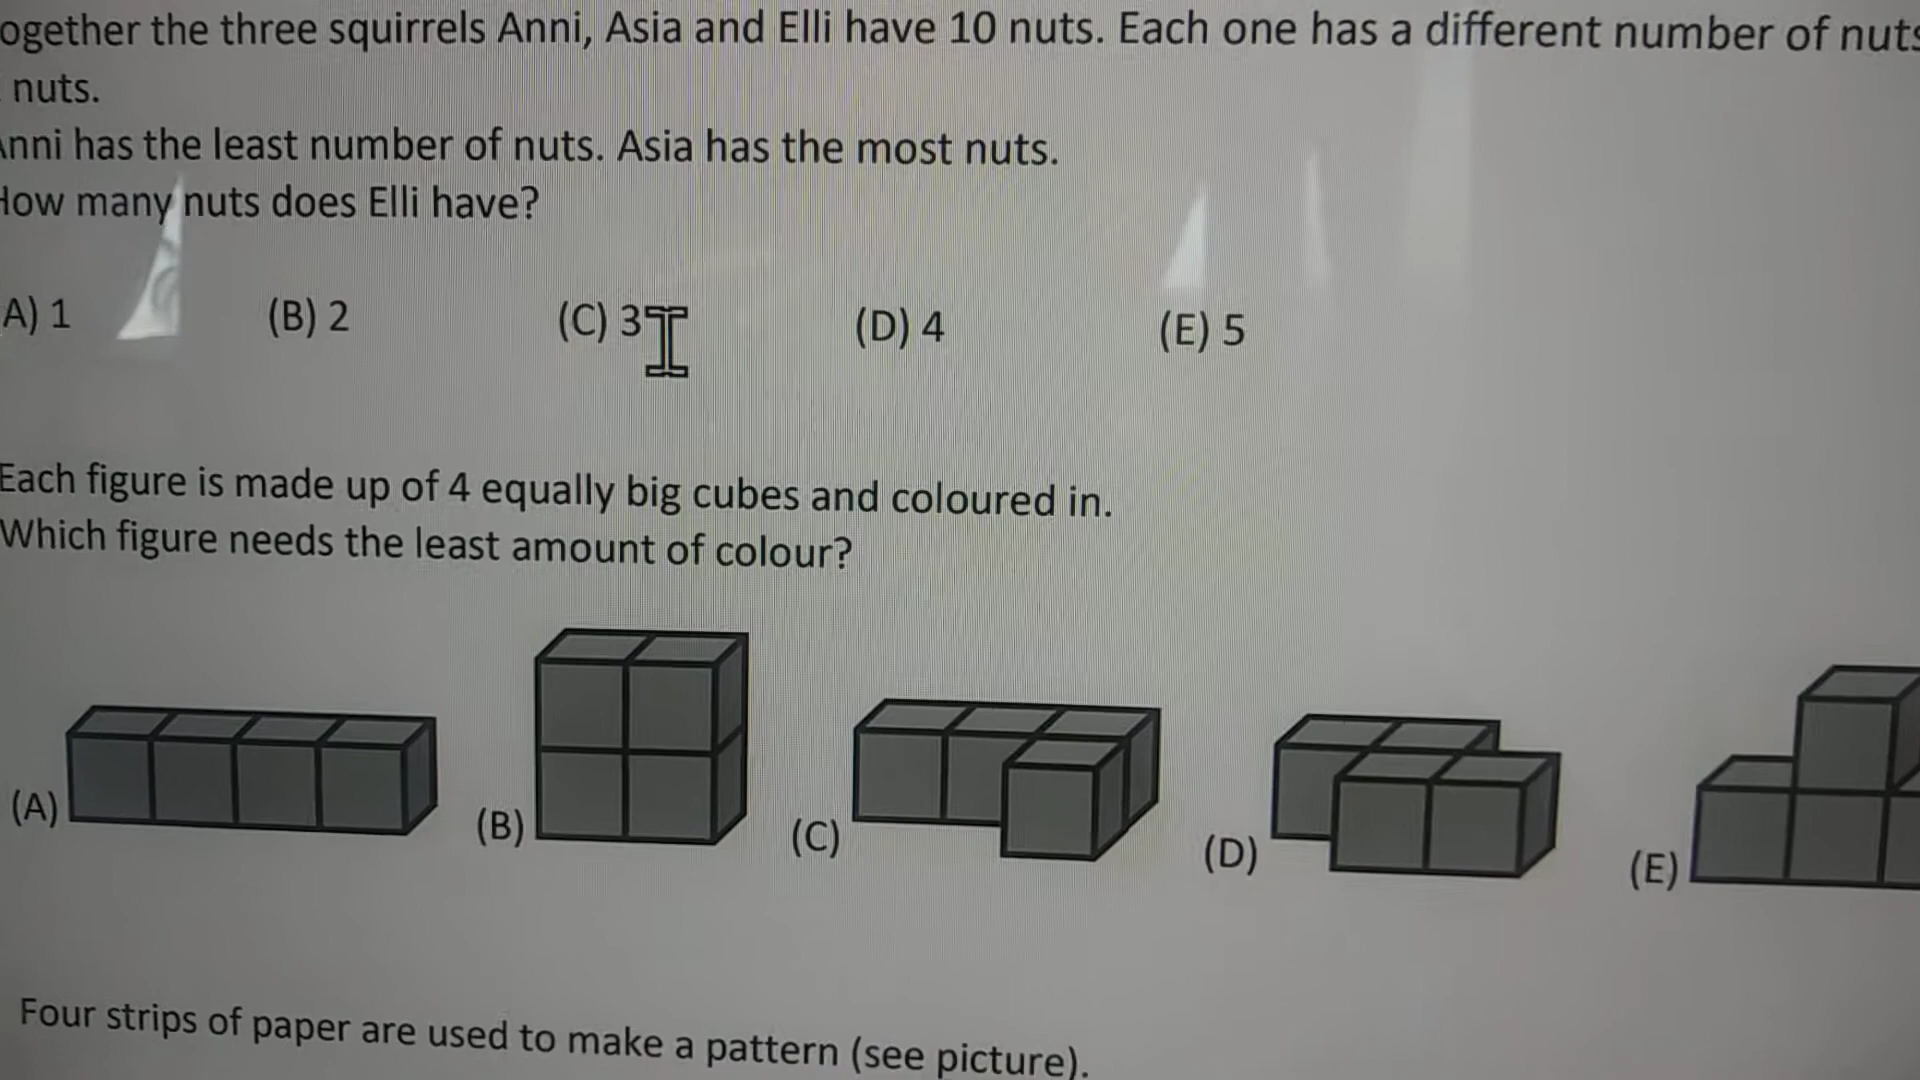 ogether the three squirrels Anni, Asia and Elli have 10 nuts. Each one has a different number of nuts
nuts.
Anni has the least number of nuts. Asia has the most nuts.
How many nuts does Elli have?
A) 1 (B) 2 (C) 3 (D) 4 (E) 5
Each figure is made up of 4 equally big cubes and coloured in.
Which figure needs the least amount of colour?
(A) (B) (C) (D) (E)
Four strips of paper are used to make a pattern (see picture).